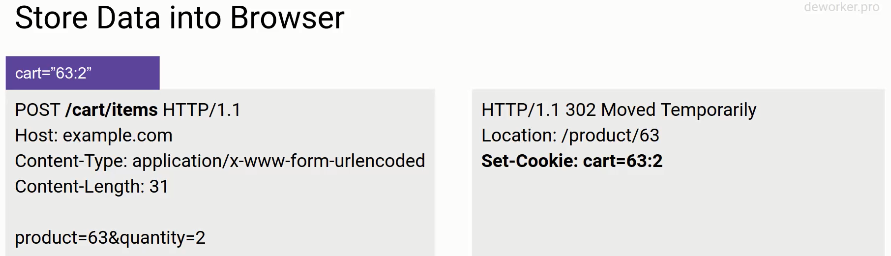 deworker.pro
Store Data into Browser
cart=”63:2”
POST /cart/items HTTP/1.1
Host: example.com
Content-Type: application/x-www-form-urlencoded
Content-Length: 31
product=63&quantity=2
HTTP/1.1 302 Moved Temporarily
Location: /product/63
Set-Cookie: cart=63:2